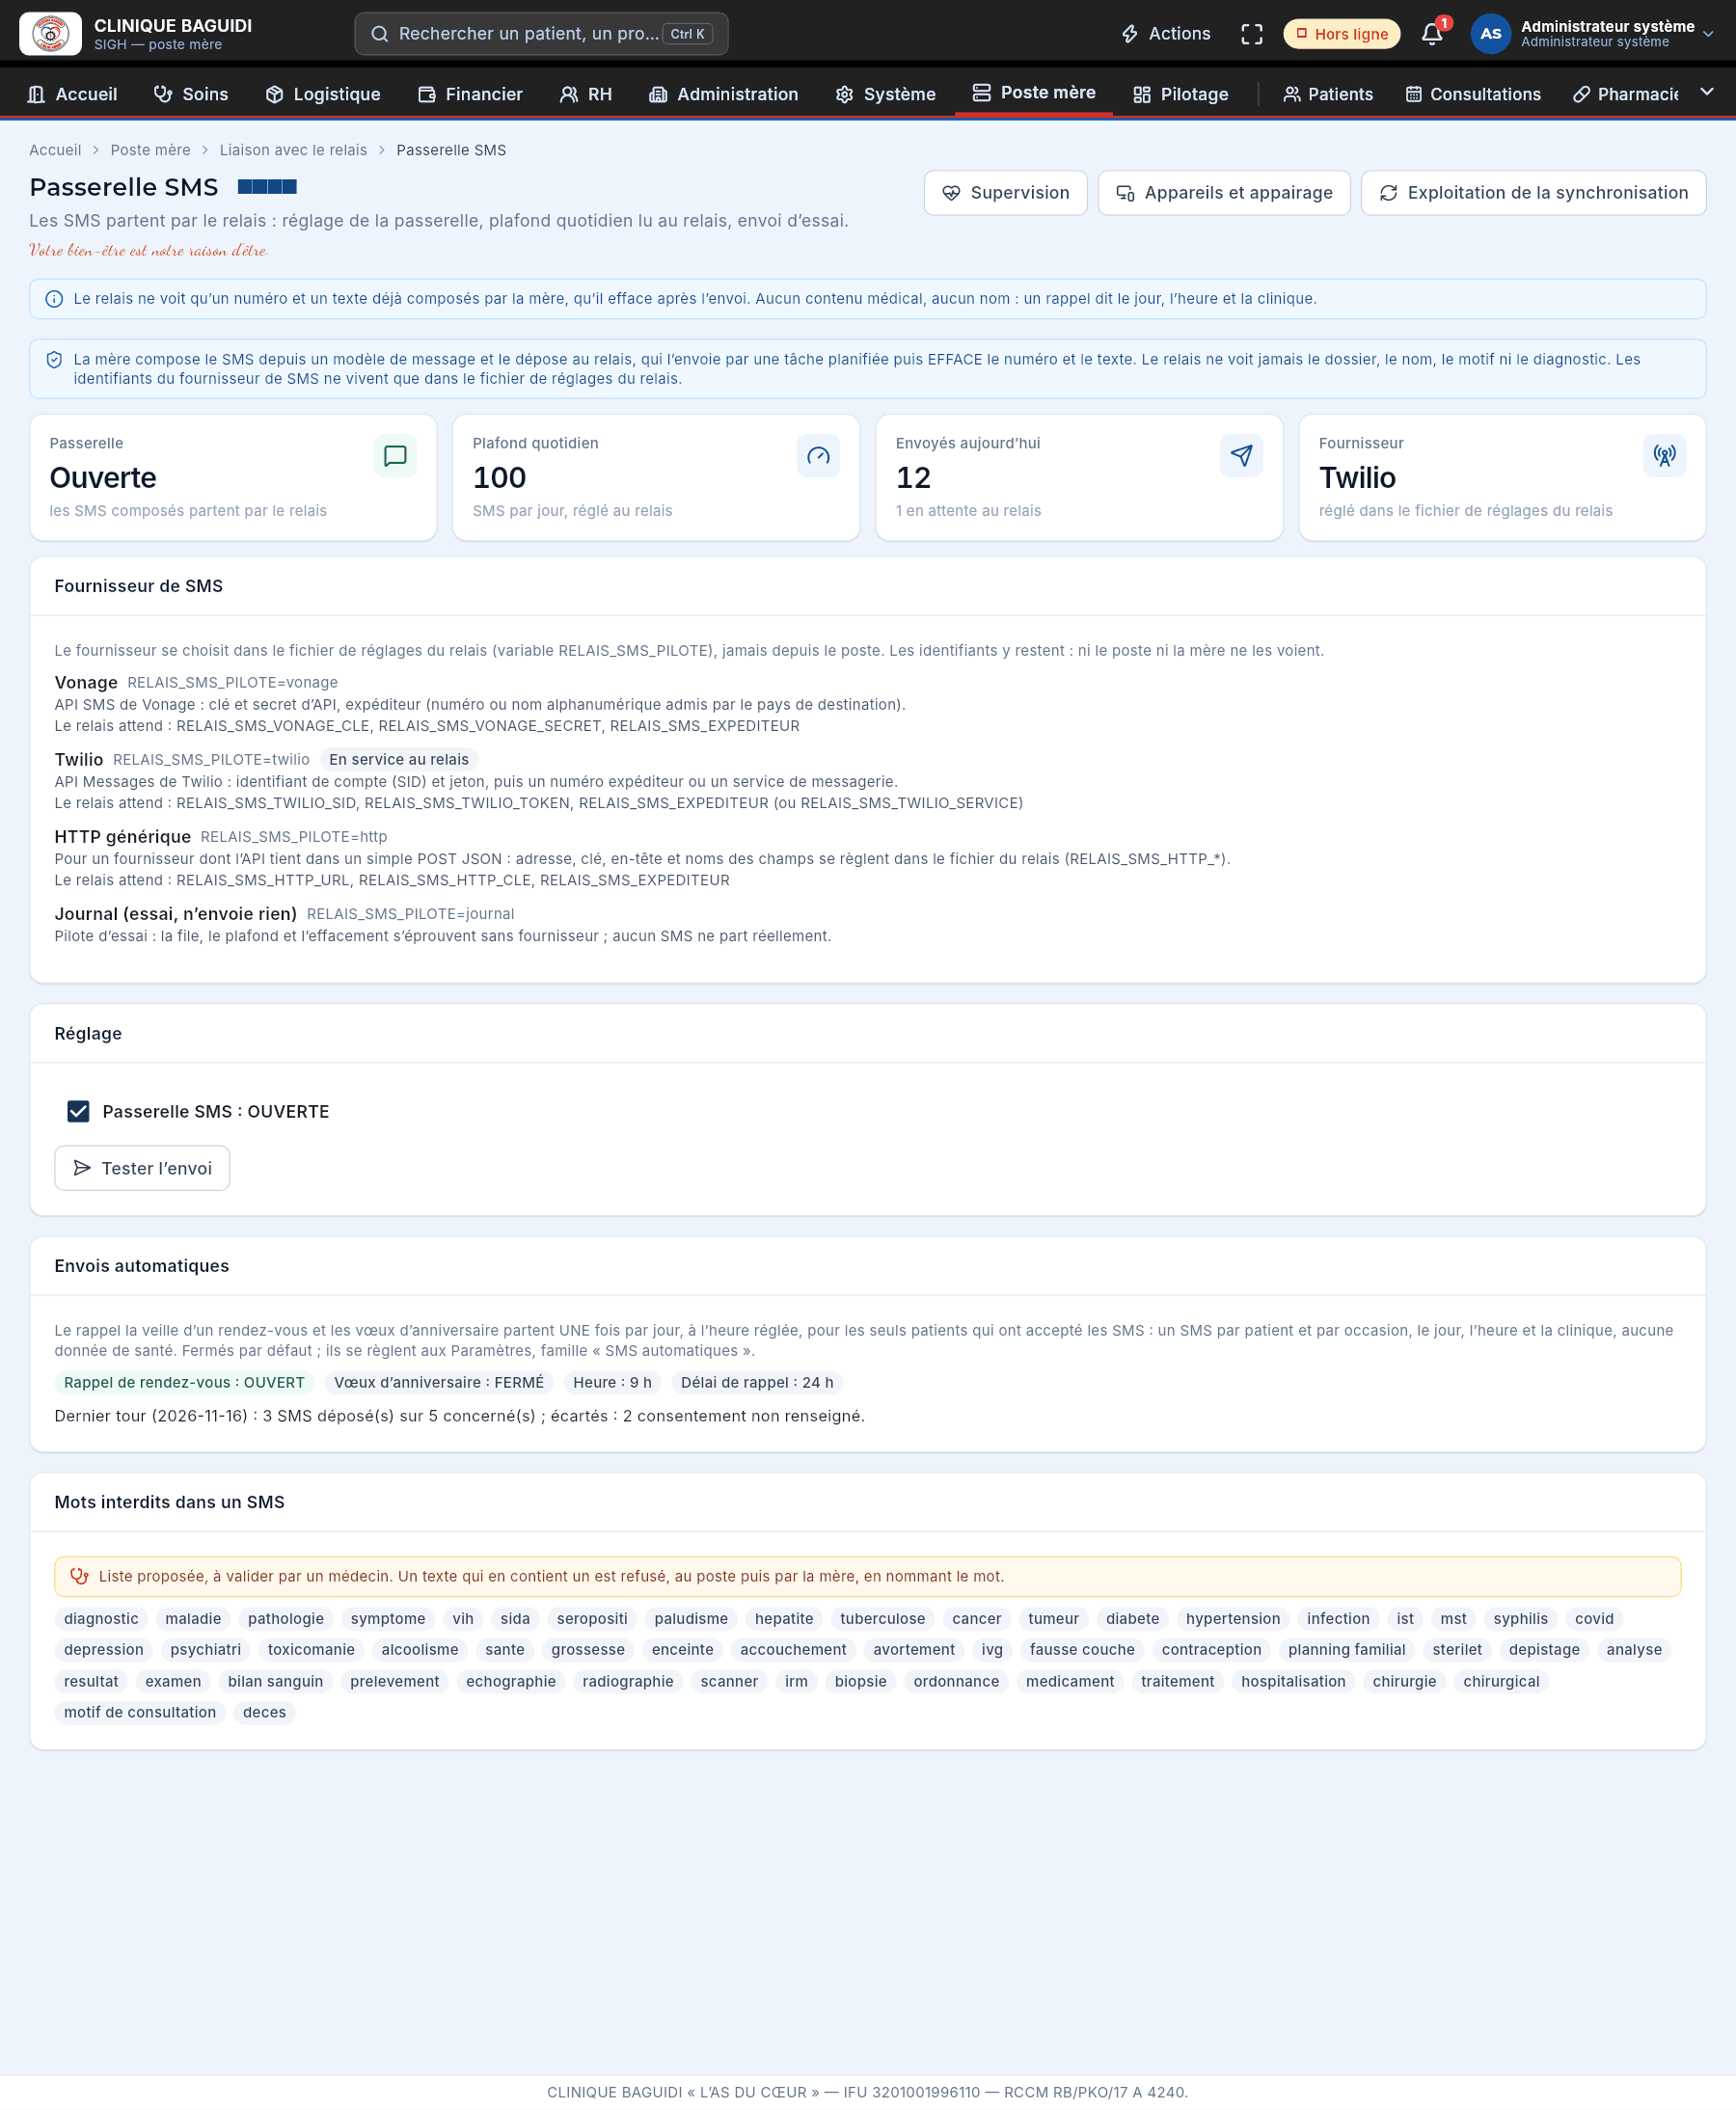 CLINIQUE BAGUIDI
SIGH — poste mère
Rechercher un patient, un pro... Ctrl K
Actions
Hors ligne
1
AS
Administrateur système
Administrateur système
Accueil Soins Logistique Financier RH Administration Système Poste mère Pilotage Patients Consultations Pharmacie
Accueil > Poste mère > Liaison avec le relais > Passerelle SMS
Passerelle SMS
Supervision Appareils et appairage Exploitation de la synchronisation
Les SMS partent par le relais : réglage de la passerelle, plafond quotidien lu au relais, envoi d’essai.
Votre bien-être est notre raison d'être.
Le relais ne voit qu’un numéro et un texte déjà composés par la mère, qu’il efface après l’envoi. Aucun contenu médical, aucun nom : un rappel dit le jour, l’heure et la clinique.
La mère compose le SMS depuis un modèle de message et le dépose au relais, qui l’envoie par une tâche planifiée puis EFFACE le numéro et le texte. Le relais ne voit jamais le dossier, le nom, le motif ni le diagnostic. Les
identifiants du fournisseur de SMS ne vivent que dans le fichier de réglages du relais.
Passerelle
Ouverte
les SMS composés partent par le relais
Plafond quotidien
100
SMS par jour, réglé au relais
Envoyés aujourd’hui
12
1 en attente au relais
Fournisseur
Twilio
réglé dans le fichier de réglages du relais
Fournisseur de SMS
Le fournisseur se choisit dans le fichier de réglages du relais (variable RELAIS_SMS_PILOTE), jamais depuis le poste. Les identifiants y restent : ni le poste ni la mère ne les voient.
Vonage RELAIS_SMS_PILOTE=vonage
API SMS de Vonage : clé et secret d’API, expéditeur (numéro ou nom alphanumérique admis par le pays de destination).
Le relais attend : RELAIS_SMS_VONAGE_CLE, RELAIS_SMS_VONAGE_SECRET, RELAIS_SMS_EXPEDITEUR
Twilio RELAIS_SMS_PILOTE=twilio En service au relais
API Messages de Twilio : identifiant de compte (SID) et jeton, puis un numéro expéditeur ou un service de messagerie.
Le relais attend : RELAIS_SMS_TWILIO_SID, RELAIS_SMS_TWILIO_TOKEN, RELAIS_SMS_EXPEDITEUR (ou RELAIS_SMS_TWILIO_SERVICE)
HTTP générique RELAIS_SMS_PILOTE=http
Pour un fournisseur dont l’API tient dans un simple POST JSON : adresse, clé, en-tête et noms des champs se règlent dans le fichier du relais (RELAIS_SMS_HTTP_*).
Le relais attend : RELAIS_SMS_HTTP_URL, RELAIS_SMS_HTTP_CLE, RELAIS_SMS_EXPEDITEUR
Journal (essai, n’envoie rien) RELAIS_SMS_PILOTE=journal
Pilote d’essai : la file, le plafond et l’effacement s’éprouvent sans fournisseur ; aucun SMS ne part réellement.
Réglage
Passerelle SMS : OUVERTE
Tester l’envoi
Envois automatiques
Le rappel la veille d’un rendez-vous et les vœux d’anniversaire partent UNE fois par jour, à l’heure réglée, pour les seuls patients qui ont accepté les SMS : un SMS par patient et par occasion, le jour, l’heure et la clinique, aucune
donnée de santé. Fermés par défaut ; ils se règlent aux Paramètres, famille « SMS automatiques ».
Rappel de rendez-vous : OUVERT Vœux d’anniversaire : FERMÉ Heure : 9 h Délai de rappel : 24 h
Dernier tour (2026-11-16) : 3 SMS déposé(s) sur 5 concerné(s) ; écartés : 2 consentement non renseigné.
Mots interdits dans un SMS
Liste proposée, à valider par un médecin. Un texte qui en contient un est refusé, au poste puis par la mère, en nommant le mot.
diagnostic maladie pathologie symptome vih sida seropositi paludisme hepatite tuberculose cancer tumeur diabete hypertension infection ist mst syphilis covid
depression psychiatri toxicomanie alcoolisme sante grossesse enceinte accouchement avortement ivg fausse couche contraception planning familial sterilet depistage analyse
resultat examen bilan sanguin prelevement echographie radiographie scanner irm biopsie ordonnance medicament traitement hospitalisation chirurgie chirurgical
motif de consultation deces
CLINIQUE BAGUIDI « L’AS DU CŒUR » — IFU 3201001996110 — RCCM RB/PKO/17 A 4240.